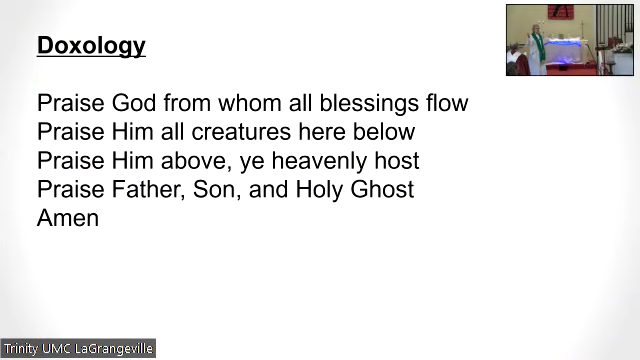 Doxology
Praise God from whom all blessings flow
Praise Him all creatures here below
Praise Him above, ye heavenly host
Praise Father, Son, and Holy Ghost
Amen
Trinity UMC LaGrangeville